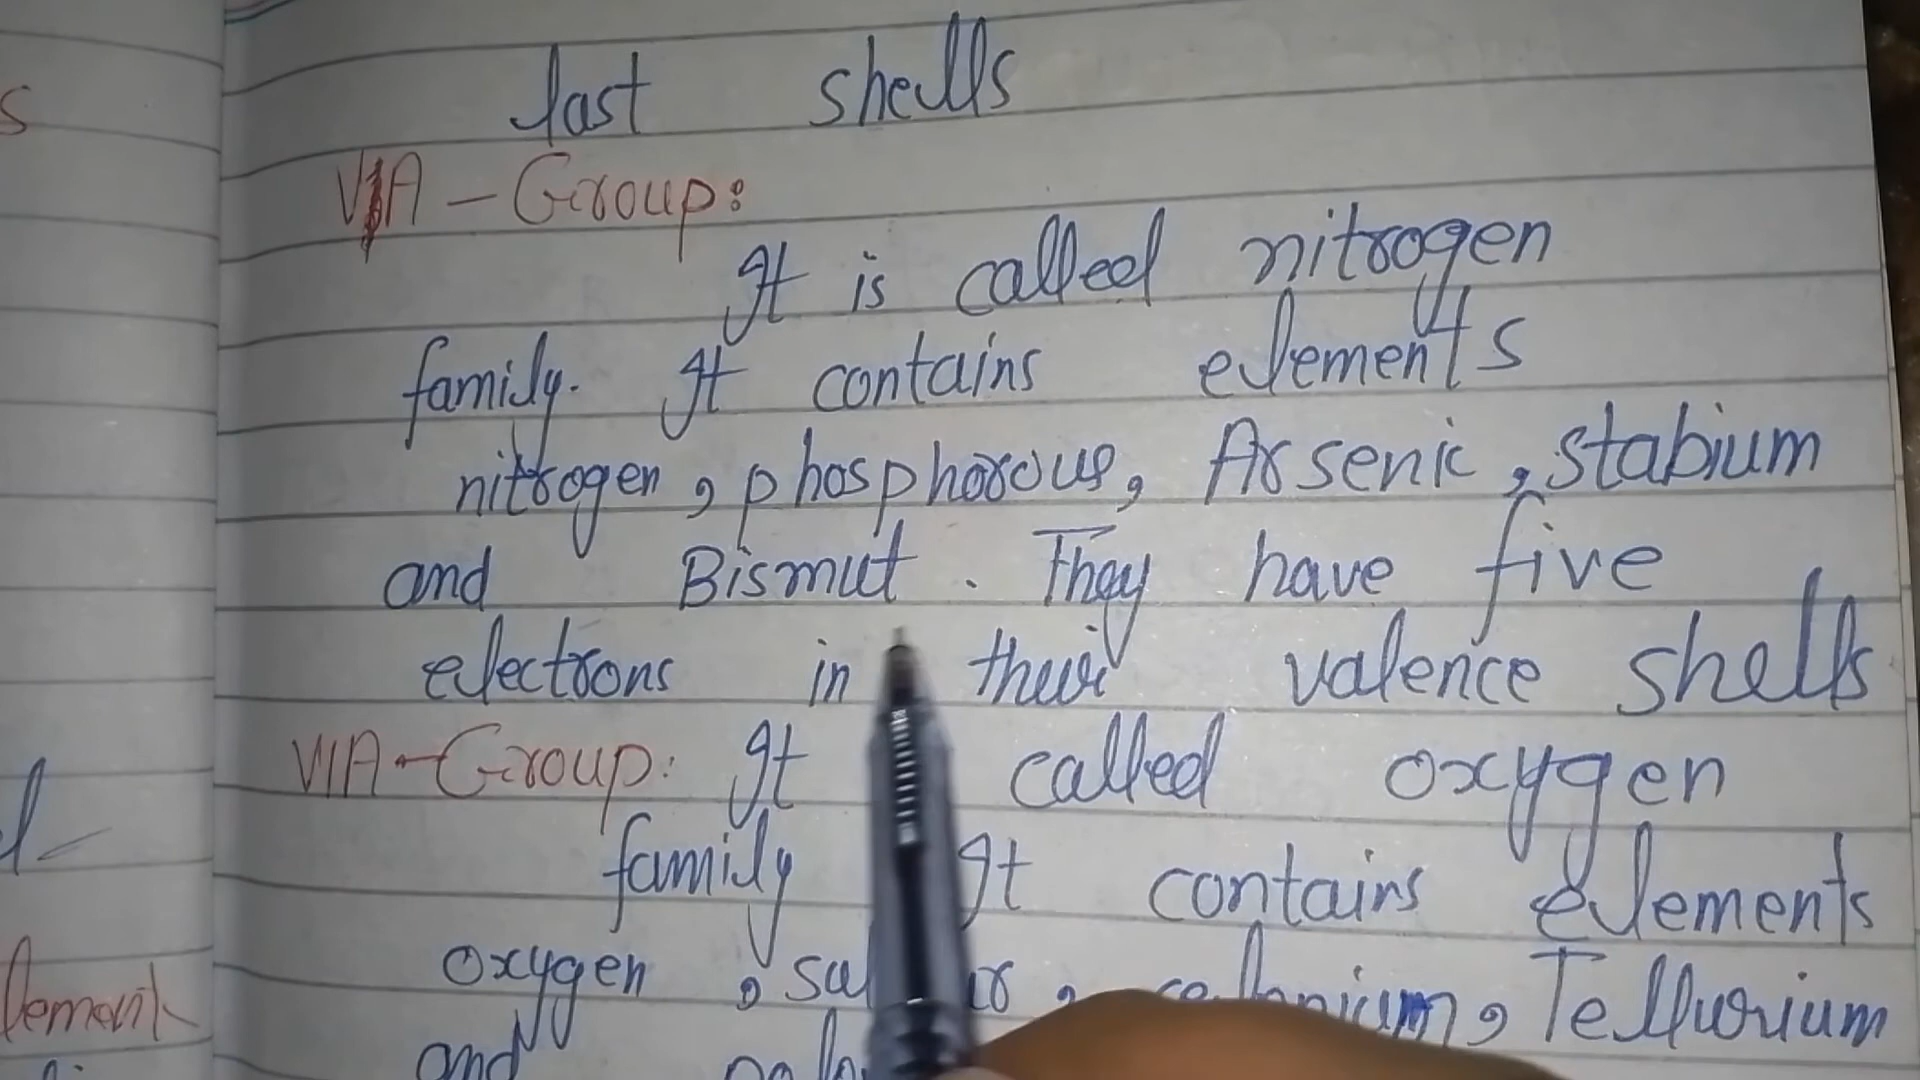 last shells
VA - Group:
It is called nitrogen
family. It contains elements
nitrogen, phosphorous, Arsenic, stabium
and Bismut. They have five
electrons in their valence shells
VIA - Group: It called oxygen
family It contains elements
oxygen, Tellurium
and